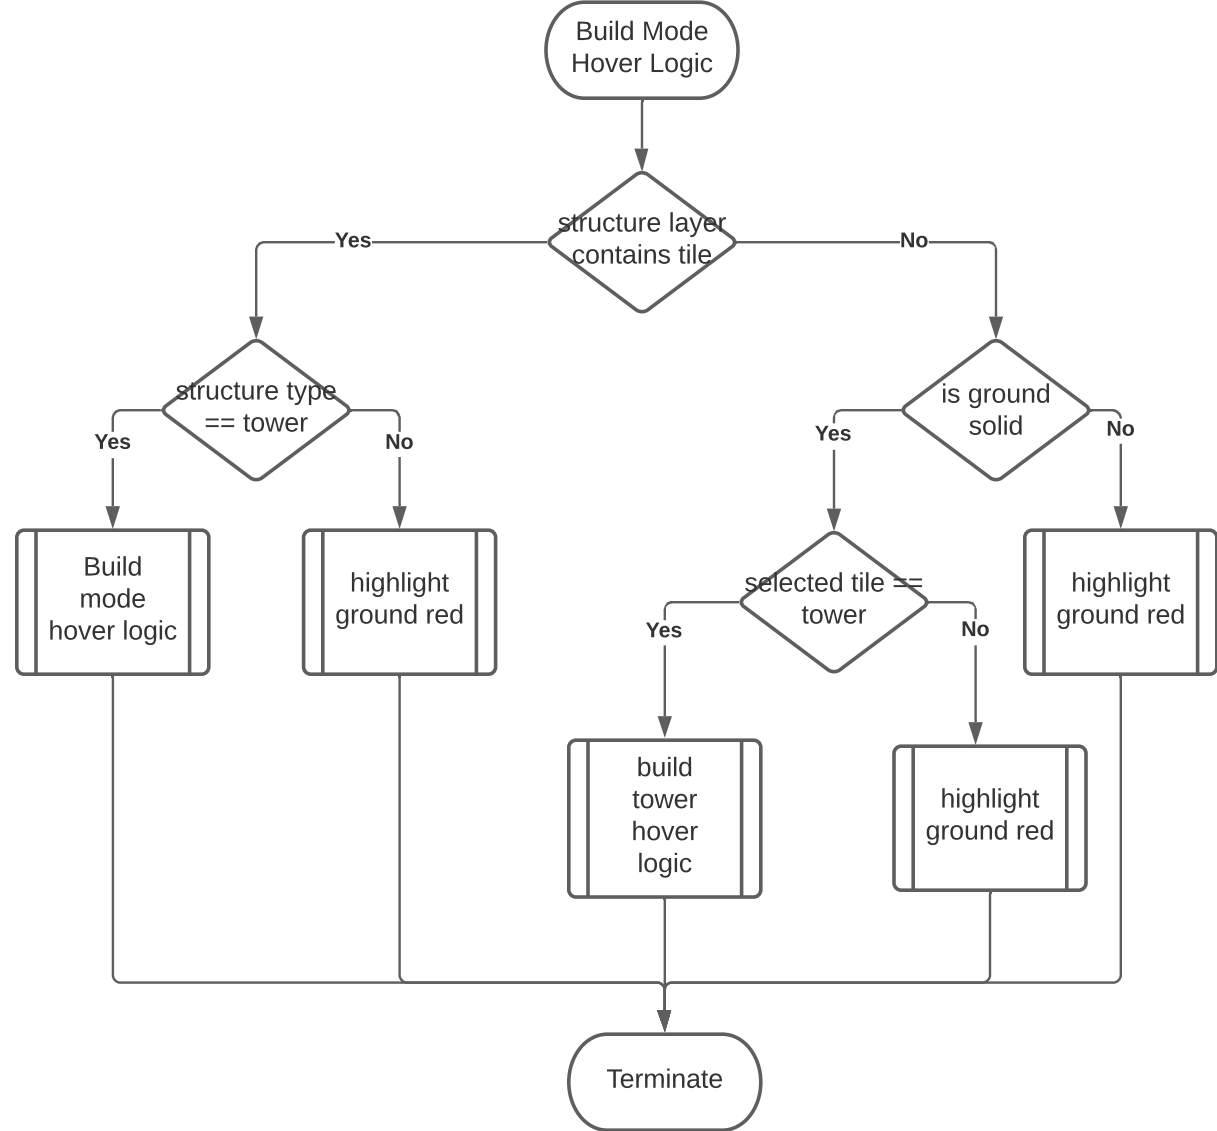 Build Mode
Hover Logic
structure layer
contains tile
Yes
No
structure type
== tower
is ground
solid
Yes
No
Yes
No
Build
mode
hover logic
highlight
ground red
selected tile ==
tower
highlight
ground red
Yes
No
build
tower
hover
logic
highlight
ground red
Terminate